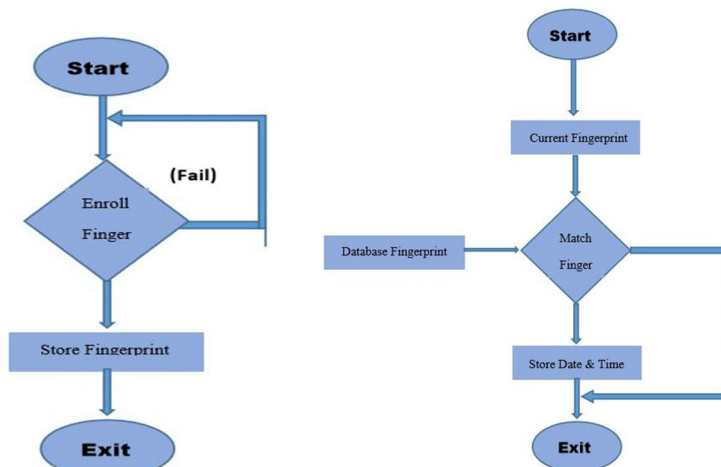 Start
(Fail)
Enroll
Finger
Store Fingerprint
Exit
Start
Current Fingerprint
Database Fingerprint
Match
Finger
Store Date & Time
Exit